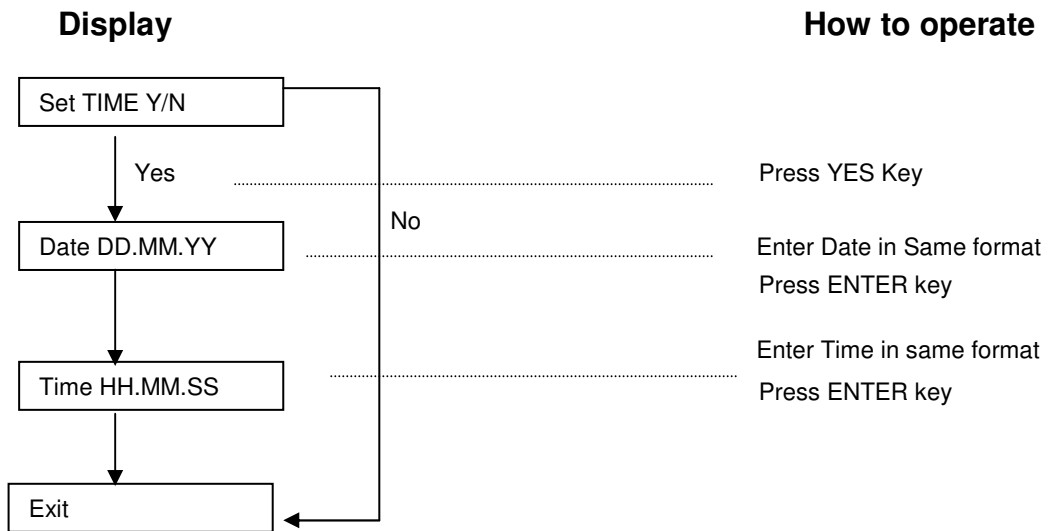 Display
How to operate
Set TIME Y/N
Yes
Press YES Key
No
Date DD.MM.YY
Enter Date in Same format
Press ENTER key
Enter Time in same format
Time HH.MM.SS
Press ENTER key
Exit